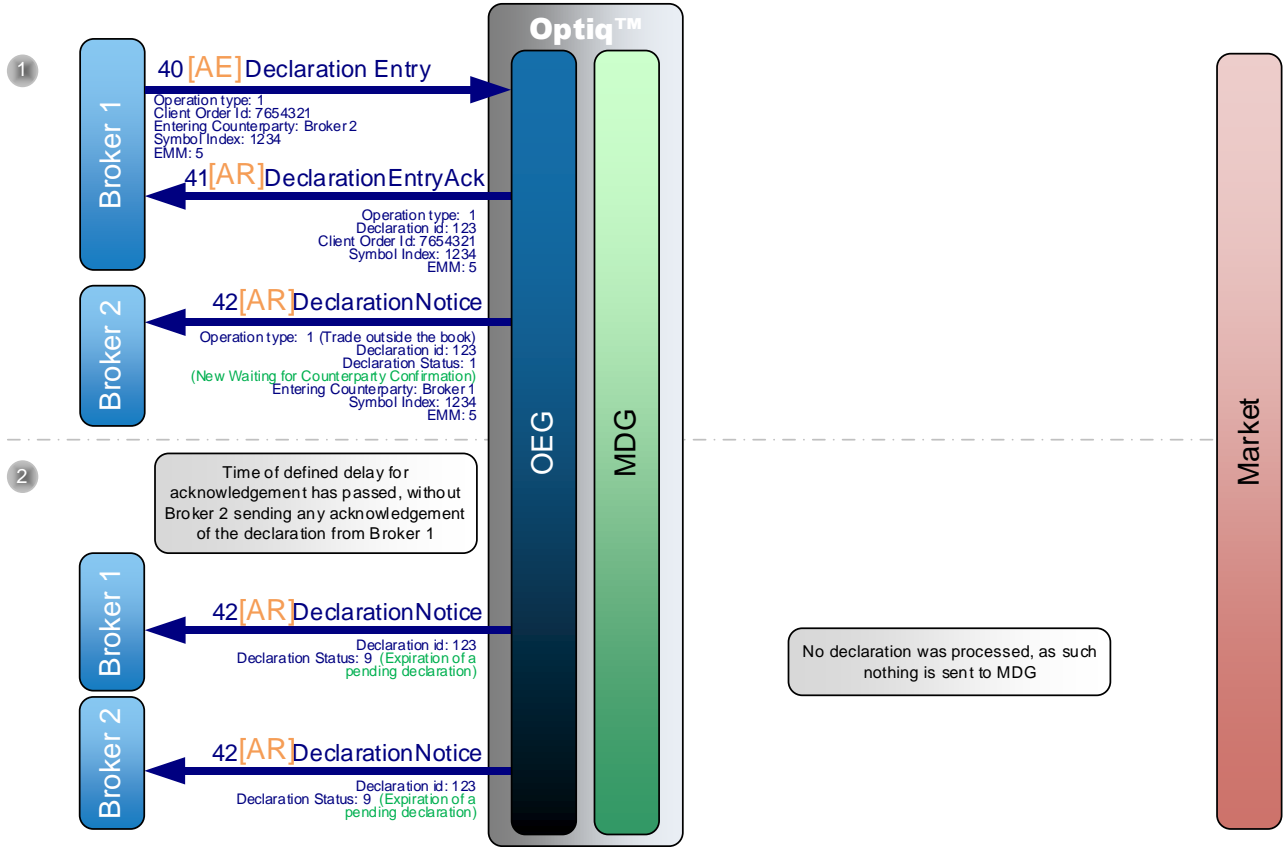 Optiq™
1
Broker 1
40 [AE] Declaration Entry
Operation type: 1
Client Order Id: 7654321
Entering Counterparty: Broker 2
Symbol Index: 1234
EMM: 5
41 [AR] DeclarationEntryAck
Operation type: 1
Declaration id: 123
Client Order Id: 7654321
Symbol Index: 1234
EMM: 5
Broker 2
42 [AR] DeclarationNotice
Operation type: 1 (Trade outside the book)
Declaration id: 123
Declaration Status: 1
(New Waiting for Counterparty Confirmation)
Entering Counterparty: Broker 1
Symbol Index: 1234
EMM: 5
OEG
MDG
Market
2
Time of defined delay for
acknowledgement has passed, without
Broker 2 sending any acknowledgement
of the declaration from Broker 1
Broker 1
42 [AR] DeclarationNotice
Declaration id: 123
Declaration Status: 9 (Expiration of a
pending declaration)
No declaration was processed, as such
nothing is sent to MDG
Broker 2
42 [AR] DeclarationNotice
Declaration id: 123
Declaration Status: 9 (Expiration of a
pending declaration)